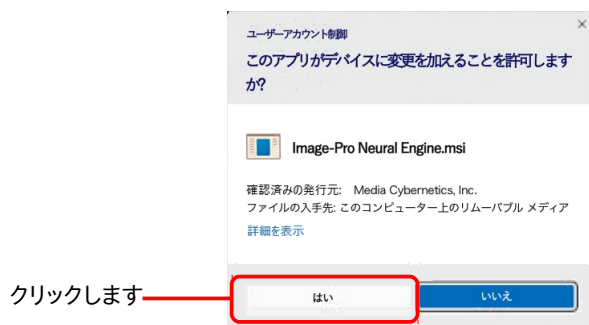 ユーザーアカウント制御
このアプリがデバイスに変更を加えることを許可します
か?
Image-Pro Neural Engine.msi
確認済みの発行元: Media Cybernetics, Inc.
ファイルの入手先: このコンピューター上のリムーバブル メディア
詳細を表示
クリックします
はい
いいえ